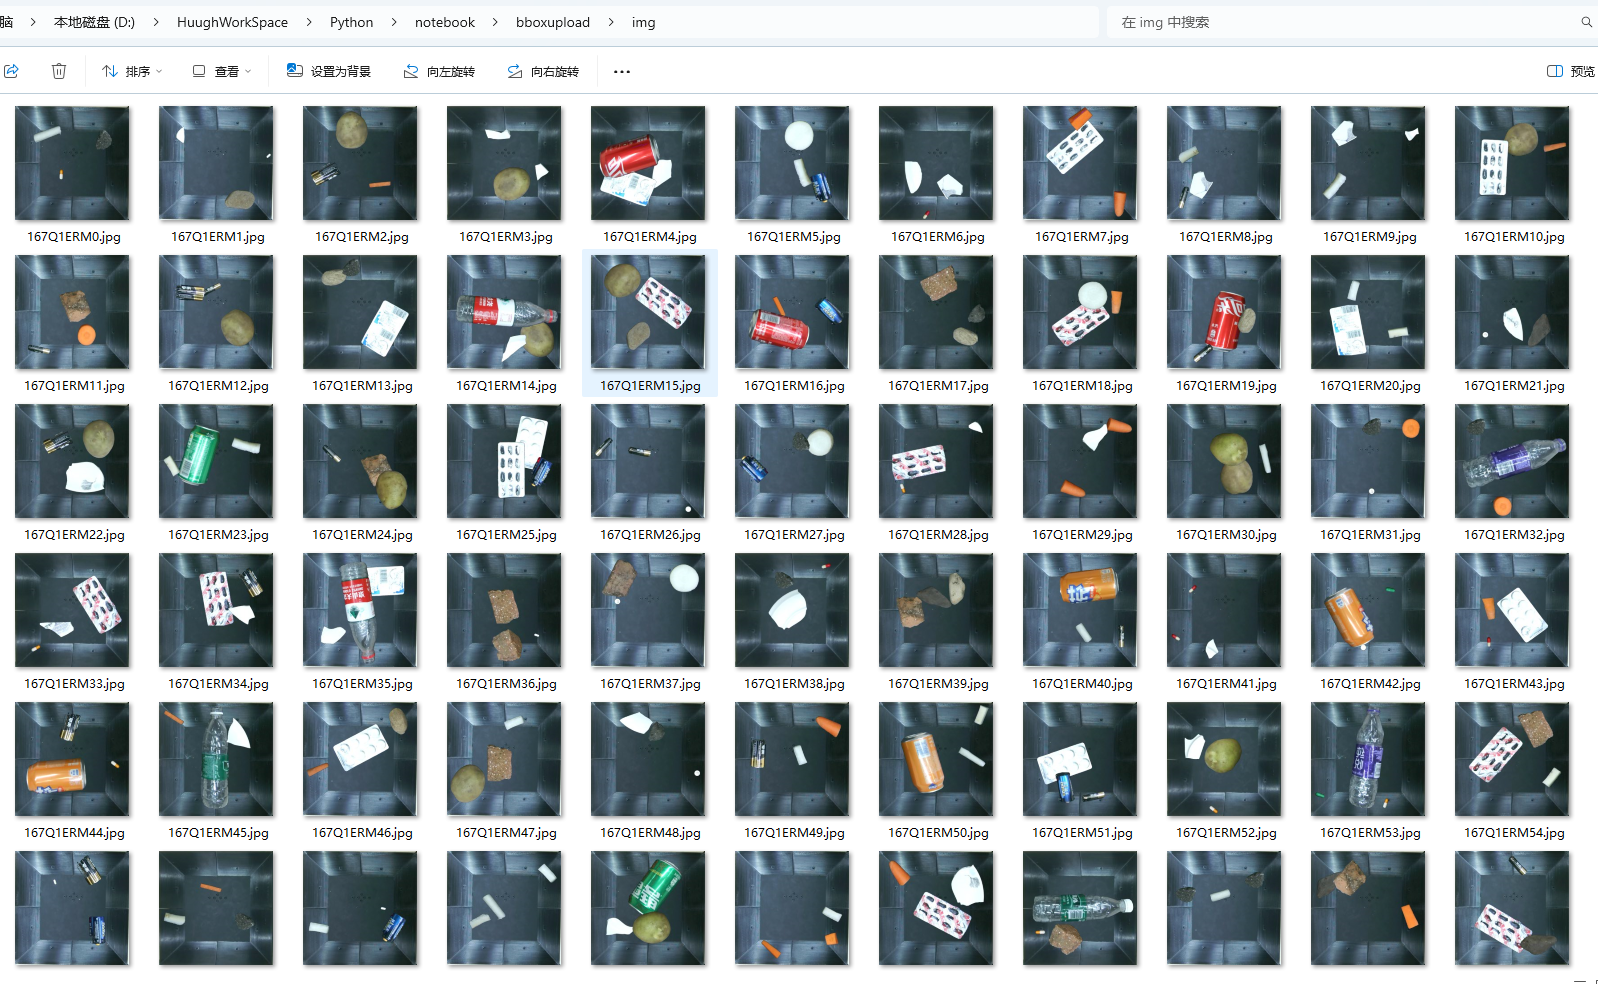 脑 > 本地磁盘 (D:) > HuughWorkSpace > Python > notebook > bboxupload > img
在 img 中搜索
排序 查看 设置为背景 向左旋转 向右旋转 ... 预览
167Q1ERM0.jpg 167Q1ERM1.jpg 167Q1ERM2.jpg 167Q1ERM3.jpg 167Q1ERM4.jpg 167Q1ERM5.jpg 167Q1ERM6.jpg 167Q1ERM7.jpg 167Q1ERM8.jpg 167Q1ERM9.jpg 167Q1ERM10.jpg
167Q1ERM11.jpg 167Q1ERM12.jpg 167Q1ERM13.jpg 167Q1ERM14.jpg 167Q1ERM15.jpg 167Q1ERM16.jpg 167Q1ERM17.jpg 167Q1ERM18.jpg 167Q1ERM19.jpg 167Q1ERM20.jpg 167Q1ERM21.jpg
167Q1ERM22.jpg 167Q1ERM23.jpg 167Q1ERM24.jpg 167Q1ERM25.jpg 167Q1ERM26.jpg 167Q1ERM27.jpg 167Q1ERM28.jpg 167Q1ERM29.jpg 167Q1ERM30.jpg 167Q1ERM31.jpg 167Q1ERM32.jpg
167Q1ERM33.jpg 167Q1ERM34.jpg 167Q1ERM35.jpg 167Q1ERM36.jpg 167Q1ERM37.jpg 167Q1ERM38.jpg 167Q1ERM39.jpg 167Q1ERM40.jpg 167Q1ERM41.jpg 167Q1ERM42.jpg 167Q1ERM43.jpg
167Q1ERM44.jpg 167Q1ERM45.jpg 167Q1ERM46.jpg 167Q1ERM47.jpg 167Q1ERM48.jpg 167Q1ERM49.jpg 167Q1ERM50.jpg 167Q1ERM51.jpg 167Q1ERM52.jpg 167Q1ERM53.jpg 167Q1ERM54.jpg